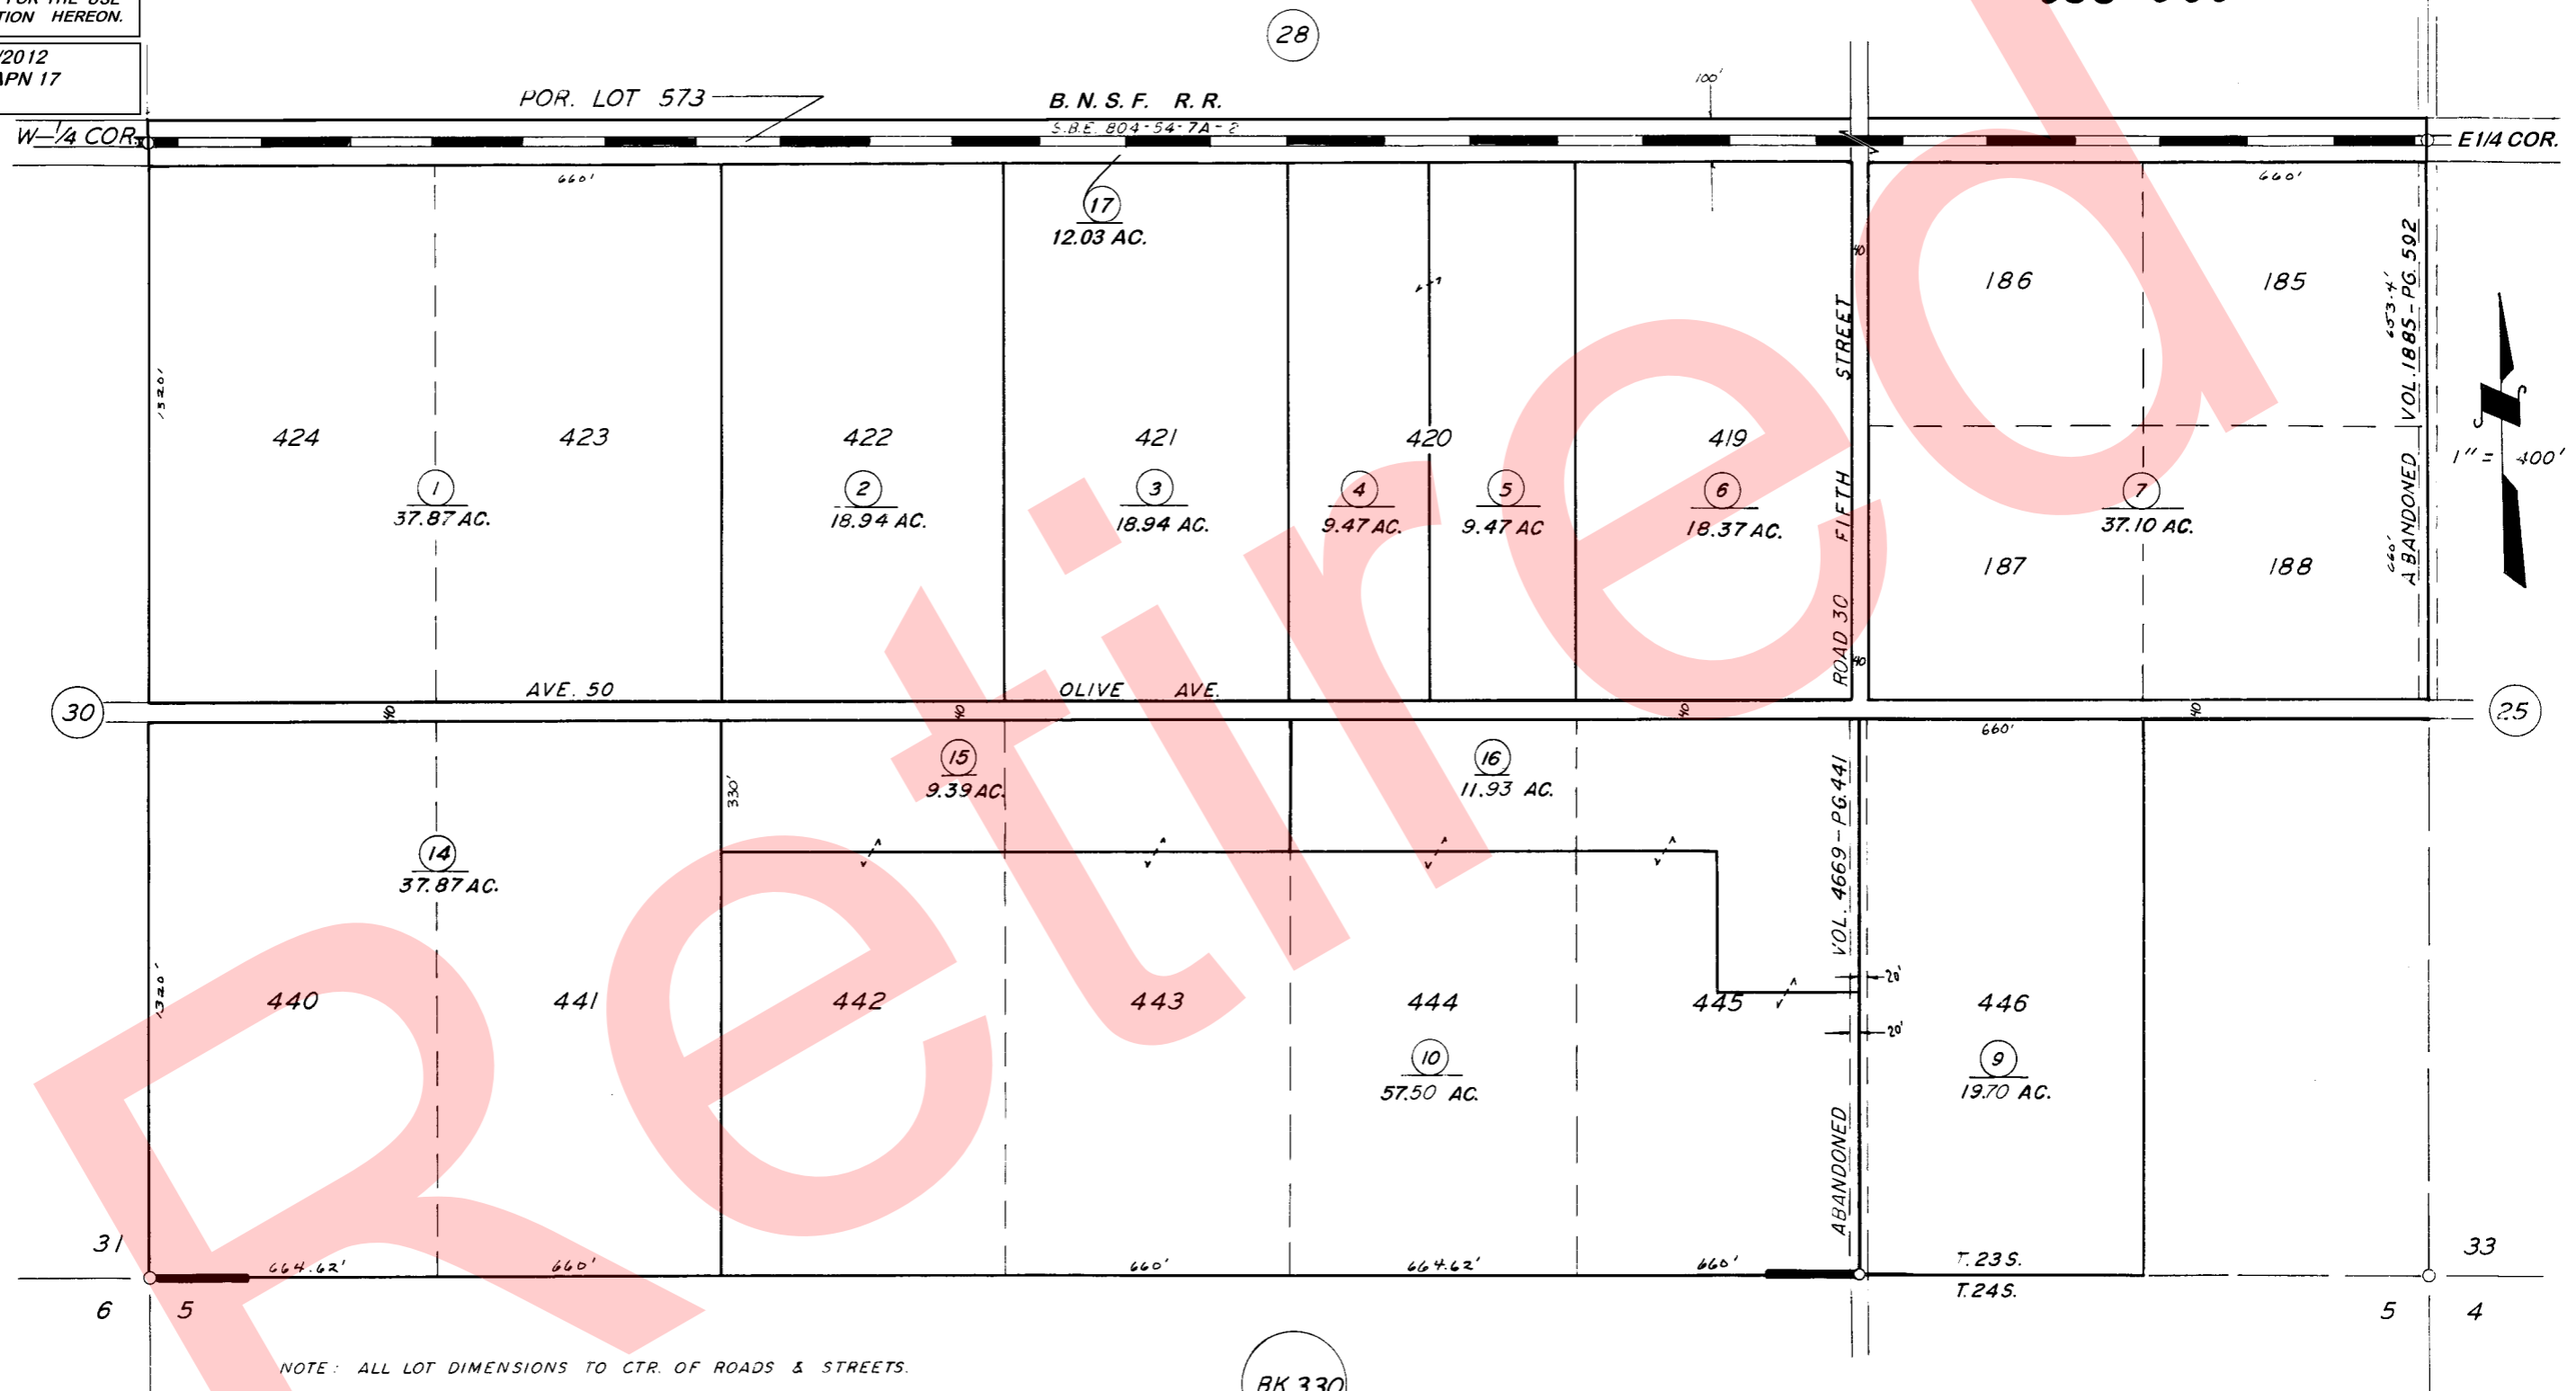 FOR THE USE
HEREON.
/2012
APN 17
28
100'
POR. LOT 573
B. N. S. F. R. R.
S.B.E. 804-54-7A-2
W 1/4 COR.
E 1/4 COR.
660'
660'
17
12.03 AC.
186
185
653.4'
ABANDONED VOL. 1885-PG. 592
660'
40
ROAD 30 FIFTH STREET
40
1320'
424
423
422
421
420
419
1" = 400'
1
37.87 AC.
2
18.94 AC.
3
18.94 AC.
4
9.47 AC.
5
9.47 AC
6
18.37 AC.
7
37.10 AC.
187
188
AVE. 50
OLIVE AVE.
30
40
40
40
40
25
660'
15
9.39 AC.
16
11.93 AC.
330'
14
37.87 AC.
ABANDONED VOL. 4669-PG. 441
20'
20'
1320'
440
441
442
443
444
445
446
10
57.50 AC.
9
19.70 AC.
31
33
664.62'
660'
660'
664.62'
660'
T. 23 S.
T. 24 S.
6
5
5
4
NOTE: ALL LOT DIMENSIONS TO CTR. OF ROADS & STREETS.
BK 330
Retired